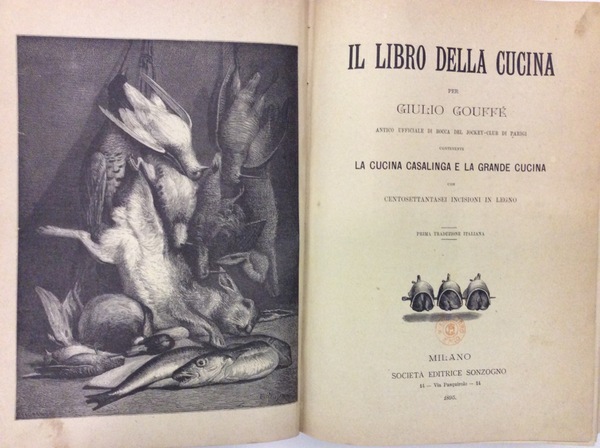 IL LIBRO DELLA CUCINA
PER
GIULIO GOUFFÉ
ANTICO UFFICIALE DI BOCCA DEL JOCKEY-CLUB DI PARIGI
CONTENENTE
LA CUCINA CASALINGA E LA GRANDE CUCINA
CON
CENTOSETTANTASEI INCISIONI IN LEGNO
PRIMA TRADUZIONE ITALIANA
MILANO
SOCIETÀ EDITRICE SONZOGNO
14 — Via Pasquirolo — 14